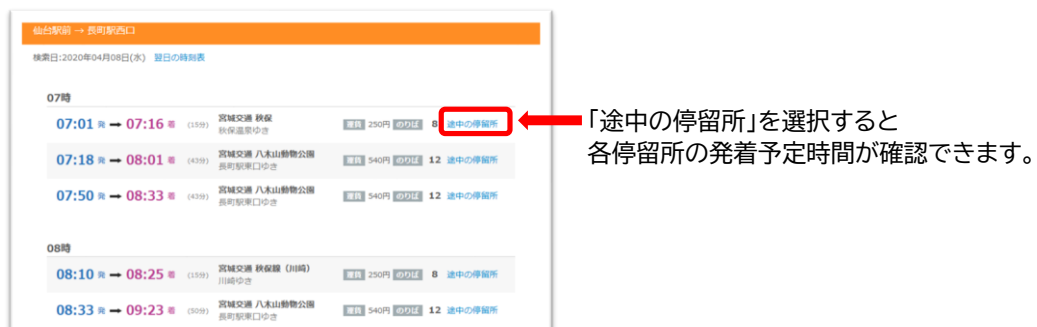 仙台駅前 → 長町駅西口
検索日:2020年04月08日(水) 翌日の時刻表
07時
07:01 発 → 07:16 着 (15分) 宮城交通 秋保 運賃 250円 のりば 8 途中の停留所
秋保温泉ゆき
07:18 発 → 08:01 着 (43分) 宮城交通 八木山動物公園 運賃 540円 のりば 12 途中の停留所
長町駅東口ゆき
07:50 発 → 08:33 着 (43分) 宮城交通 八木山動物公園 運賃 540円 のりば 12 途中の停留所
長町駅東口ゆき
08時
08:10 発 → 08:25 着 (15分) 宮城交通 秋保線（川崎） 運賃 250円 のりば 8 途中の停留所
川崎ゆき
08:33 発 → 09:23 着 (50分) 宮城交通 八木山動物公園 運賃 540円 のりば 12 途中の停留所
長町駅東口ゆき
「途中の停留所」を選択すると
各停留所の発着予定時間が確認できます。